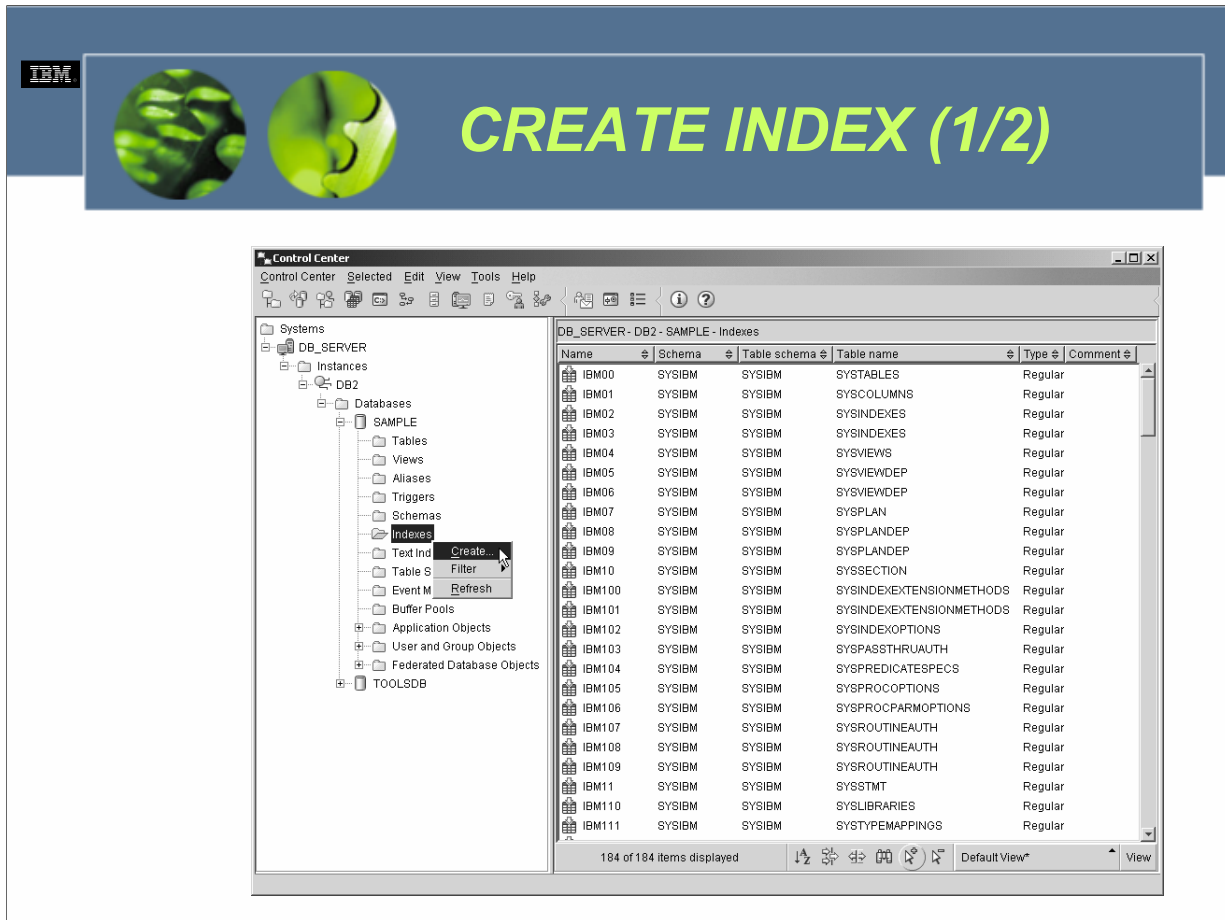 IBM.
CREATE INDEX (1/2)
Control Center
Control Center Selected Edit View Tools Help
Systems
DB_SERVER
Instances
DB2
Databases
SAMPLE
Tables
Views
Aliases
Triggers
Schemas
Indexes
Text Ind
Table S
Event M
Buffer Pools
Application Objects
User and Group Objects
Federated Database Objects
TOOLSDB
Create...
Filter
Refresh
DB_SERVER - DB2 - SAMPLE - Indexes
Name Schema Table schema Table name Type Comment
IBM00 SYSIBM SYSIBM SYSTABLES Regular
IBM01 SYSIBM SYSIBM SYSCOLUMNS Regular
IBM02 SYSIBM SYSIBM SYSINDEXES Regular
IBM03 SYSIBM SYSIBM SYSINDEXES Regular
IBM04 SYSIBM SYSIBM SYSVIEWS Regular
IBM05 SYSIBM SYSIBM SYSVIEWDEP Regular
IBM06 SYSIBM SYSIBM SYSVIEWDEP Regular
IBM07 SYSIBM SYSIBM SYSPLAN Regular
IBM08 SYSIBM SYSIBM SYSPLANDEP Regular
IBM09 SYSIBM SYSIBM SYSPLANDEP Regular
IBM10 SYSIBM SYSIBM SYSSECTION Regular
IBM100 SYSIBM SYSIBM SYSINDEXEXTENSIONMETHODS Regular
IBM101 SYSIBM SYSIBM SYSINDEXEXTENSIONMETHODS Regular
IBM102 SYSIBM SYSIBM SYSINDEXOPTIONS Regular
IBM103 SYSIBM SYSIBM SYSPASSTHRUAUTH Regular
IBM104 SYSIBM SYSIBM SYSPREDICATESPECS Regular
IBM105 SYSIBM SYSIBM SYSPROCOPTIONS Regular
IBM106 SYSIBM SYSIBM SYSPROCPARMOPTIONS Regular
IBM107 SYSIBM SYSIBM SYSROUTINEAUTH Regular
IBM108 SYSIBM SYSIBM SYSROUTINEAUTH Regular
IBM109 SYSIBM SYSIBM SYSROUTINEAUTH Regular
IBM11 SYSIBM SYSIBM SYSSTMT Regular
IBM110 SYSIBM SYSIBM SYSLIBRARIES Regular
IBM111 SYSIBM SYSIBM SYSTYPEMAPPINGS Regular
184 of 184 items displayed Default View* View